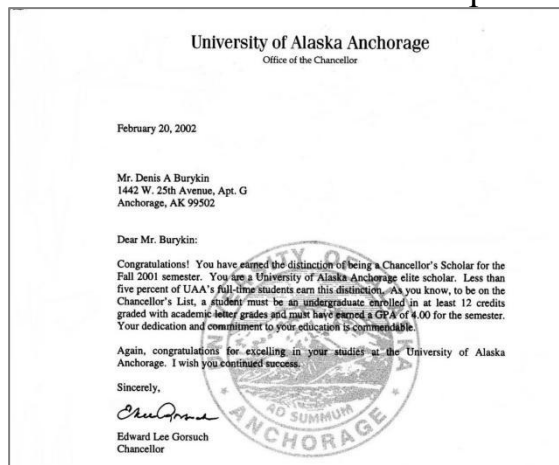 University of Alaska Anchorage
Office of the Chancellor
February 20, 2002
Mr. Denis A Burykin
1442 W. 25th Avenue, Apt. G
Anchorage, AK 99502
Dear Mr. Burykin:
Congratulations! You have earned the distinction of being a Chancellor's Scholar for the
Fall 2001 semester. You are a University of Alaska Anchorage elite scholar. Less than
five percent of UAA's full-time students earn this distinction. As you know, to be on the
Chancellor's List, a student must be an undergraduate enrolled in at least 12 credits
graded with academic letter grades and must have earned a GPA of 4.00 for the semester.
Your dedication and commitment to your education is commendable.
Again, congratulations for excelling in your studies at the University of Alaska
Anchorage. I wish you continued success.
Sincerely,
Edward Lee Gorsuch
Chancellor
UNIVERSITY OF ALASKA
AD SUMMUM
ANCHORAGE